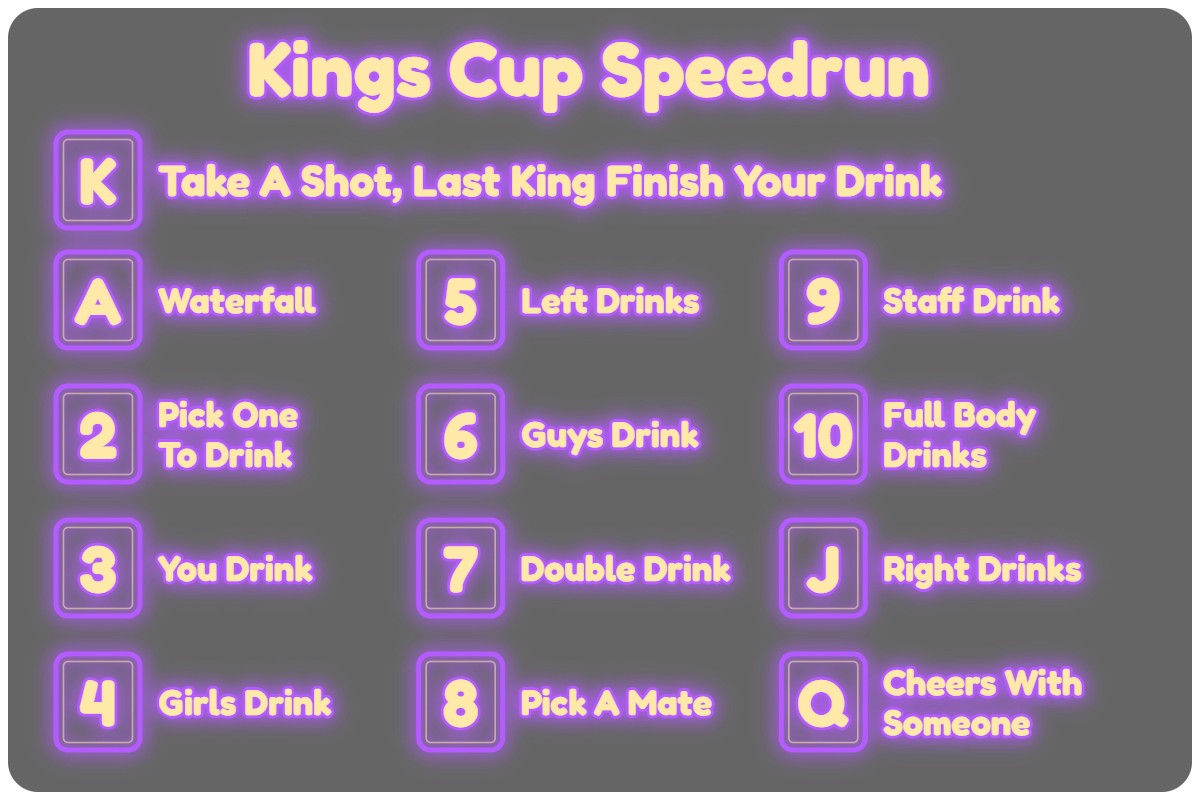 Kings Cup Speedrun
K Take A Shot, Last King Finish Your Drink
A Waterfall
2 Pick One
To Drink
3 You Drink
4 Girls Drink
5 Left Drinks
6 Guys Drink
7 Double Drink
8 Pick A Mate
9 Staff Drink
10 Full Body
Drinks
J Right Drinks
Q Cheers With
Someone